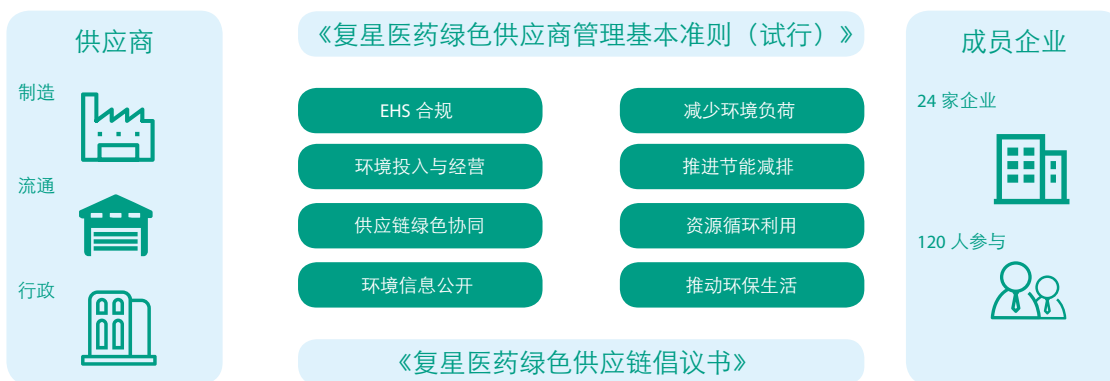 供应商
制造
流通
行政
《复星医药绿色供应商管理基本准则（试行）》
EHS 合规
减少环境负荷
环境投入与经营
推进节能减排
供应链绿色协同
资源循环利用
环境信息公开
推动环保生活
《复星医药绿色供应链倡议书》
成员企业
24 家企业
120 人参与